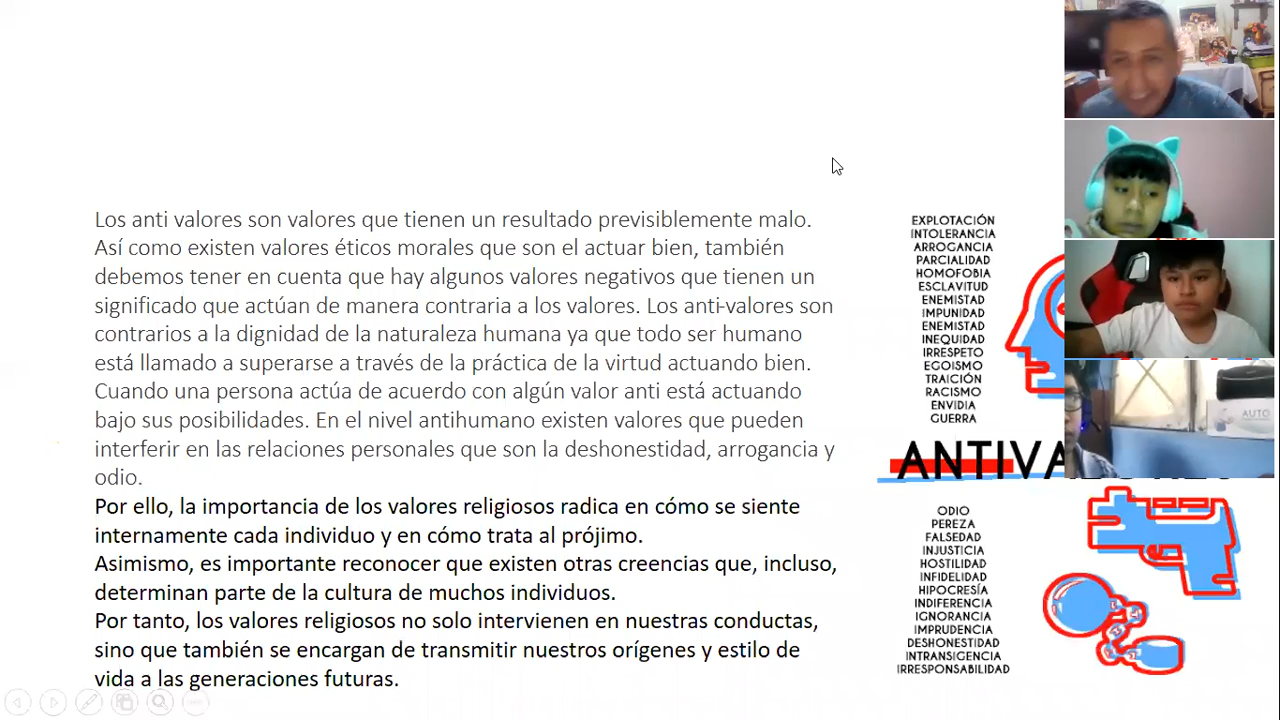 Los anti valores son valores que tienen un resultado previsiblemente malo.
Así como existen valores éticos morales que son el actuar bien, también
debemos tener en cuenta que hay algunos valores negativos que tienen un
significado que actúan de manera contraria a los valores. Los anti-valores son
contrarios a la dignidad de la naturaleza humana ya que todo ser humano
está llamado a superarse a través de la práctica de la virtud actuando bien.
Cuando una persona actúa de acuerdo con algún valor anti está actuando
bajo sus posibilidades. En el nivel antihumano existen valores que pueden
interferir en las relaciones personales que son la deshonestidad, arrogancia y
odio.
Por ello, la importancia de los valores religiosos radica en cómo se siente
internamente cada individuo y en cómo trata al prójimo.
Asimismo, es importante reconocer que existen otras creencias que, incluso,
determinan parte de la cultura de muchos individuos.
Por tanto, los valores religiosos no solo intervienen en nuestras conductas,
sino que también se encargan de transmitir nuestros orígenes y estilo de
vida a las generaciones futuras.
EXPLOTACIÓN
INTOLERANCIA
ARROGANCIA
PARCIALIDAD
HOMOFOBIA
ESCLAVITUD
ENEMISTAD
IMPUNIDAD
ENEMISTAD
INEQUIDAD
IRRESPETO
EGOISMO
TRAICIÓN
RACISMO
ENVIDIA
GUERRA
ANTIVA
ODIO
PEREZA
FALSEDAD
INJUSTICIA
HOSTILIDAD
INFIDELIDAD
HIPOCRESÍA
INDIFERENCIA
IGNORANCIA
IMPRUDENCIA
DESHONESTIDAD
INTRANSIGENCIA
IRRESPONSABILIDAD
AUTO